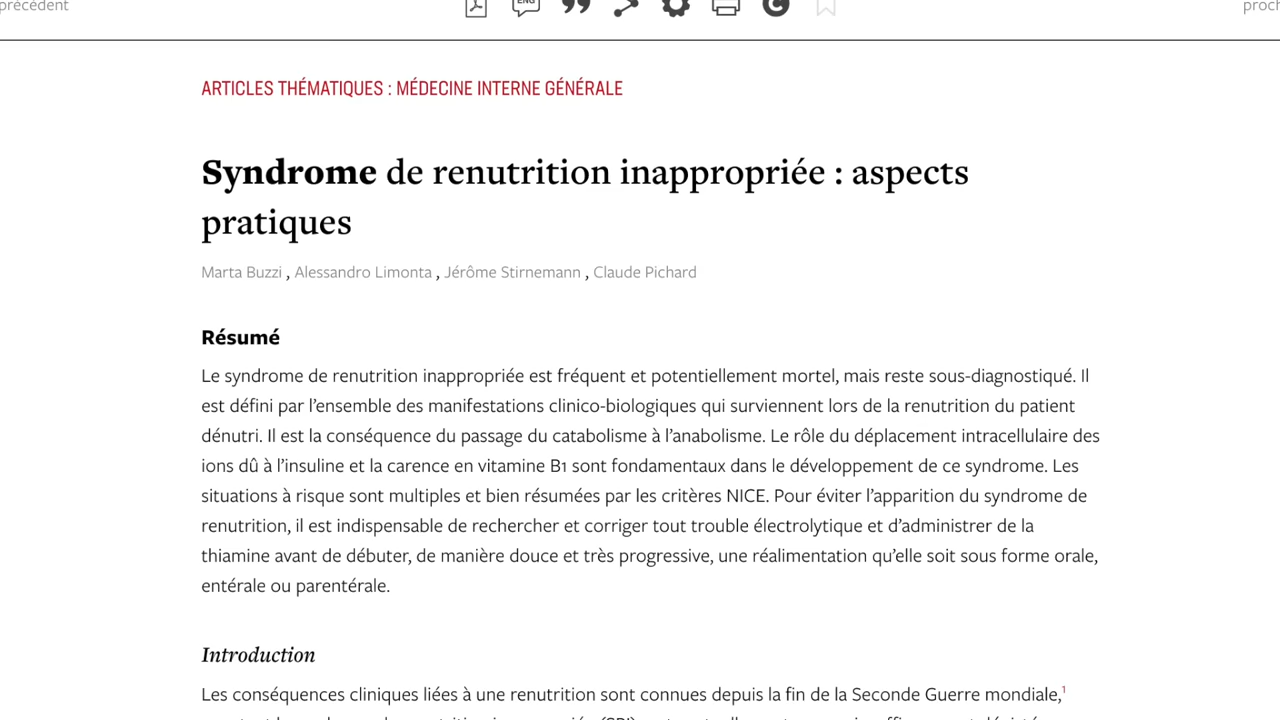 précédent
ENG
proch
ARTICLES THÉMATIQUES : MÉDECINE INTERNE GÉNÉRALE
Syndrome de renutrition inappropriée : aspects
pratiques
Marta Buzzi , Alessandro Limonta , Jérôme Stirnemann , Claude Pichard
Résumé
Le syndrome de renutrition inappropriée est fréquent et potentiellement mortel, mais reste sous-diagnostiqué. Il
est défini par l’ensemble des manifestations clinico-biologiques qui surviennent lors de la renutrition du patient
dénutri. Il est la conséquence du passage du catabolisme à l’anabolisme. Le rôle du déplacement intracellulaire des
ions dû à l’insuline et la carence en vitamine B1 sont fondamentaux dans le développement de ce syndrome. Les
situations à risque sont multiples et bien résumées par les critères NICE. Pour éviter l’apparition du syndrome de
renutrition, il est indispensable de rechercher et corriger tout trouble électrolytique et d’administrer de la
thiamine avant de débuter, de manière douce et très progressive, une réalimentation qu’elle soit sous forme orale,
entérale ou parentérale.
Introduction
Les conséquences cliniques liées à une renutrition sont connues depuis la fin de la Seconde Guerre mondiale,1